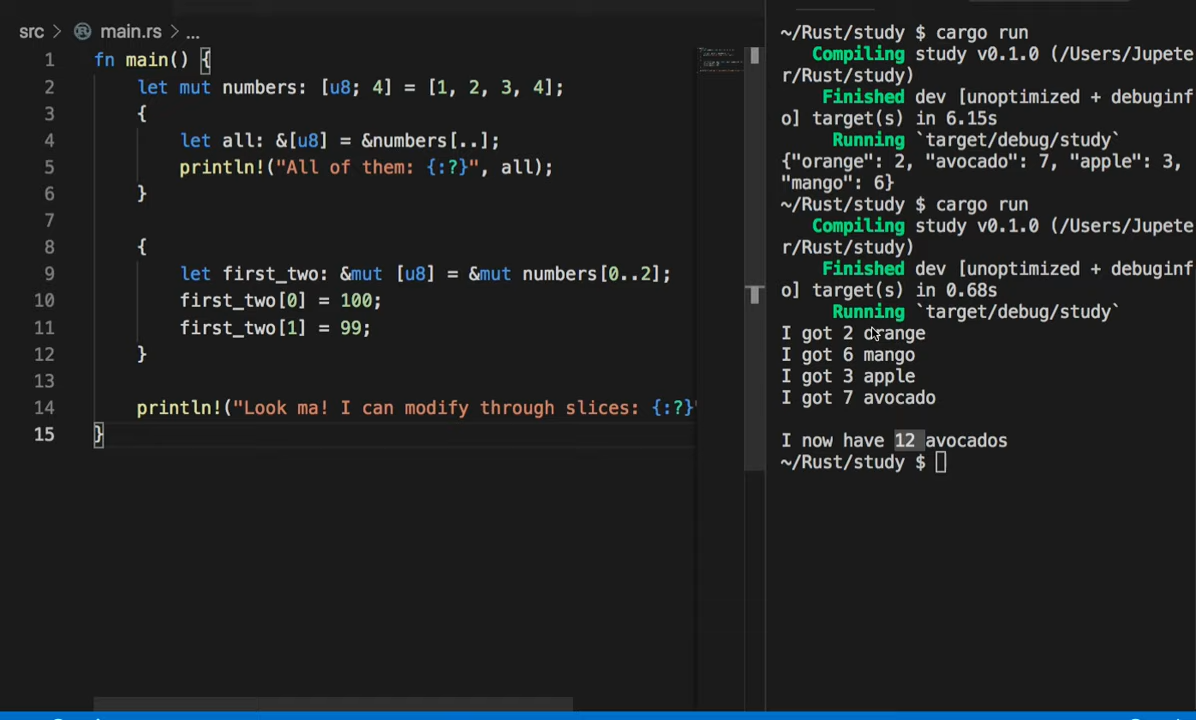 src > main.rs > ...
1 fn main() {
2 let mut numbers: [u8; 4] = [1, 2, 3, 4];
3 {
4 let all: &[u8] = &numbers[..];
5 println!("All of them: {:?}", all);
6 }
7
8 {
9 let first_two: &mut [u8] = &mut numbers[0..2];
10 first_two[0] = 100;
11 first_two[1] = 99;
12 }
13
14 println!("Look ma! I can modify through slices: {:?}"
15 }
~/Rust/study $ cargo run
Compiling study v0.1.0 (/Users/Jupete
r/Rust/study)
Finished dev [unoptimized + debuginf
o] target(s) in 6.15s
Running `target/debug/study`
{"orange": 2, "avocado": 7, "apple": 3,
"mango": 6}
~/Rust/study $ cargo run
Compiling study v0.1.0 (/Users/Jupete
r/Rust/study)
Finished dev [unoptimized + debuginf
o] target(s) in 0.68s
Running `target/debug/study`
I got 2 orange
I got 6 mango
I got 3 apple
I got 7 avocado
I now have 12 avocados
~/Rust/study $